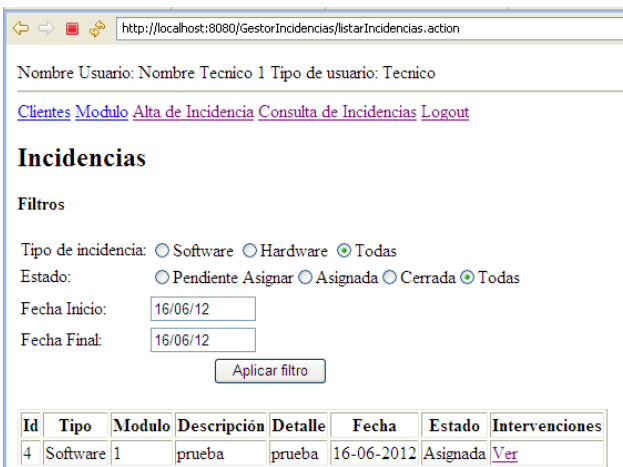 http://localhost:8080/GestorIncidencias/listarIncidencias.action
Nombre Usuario: Nombre Tecnico 1 Tipo de usuario: Tecnico
Clientes Modulo Alta de Incidencia Consulta de Incidencias Logout
Incidencias
Filtros
Tipo de incidencia: Software Hardware Todas
Estado: Pendiente Asignar Asignada Cerrada Todas
Fecha Inicio: 16/06/12
Fecha Final: 16/06/12
Aplicar filtro
Id Tipo Modulo Descripción Detalle Fecha Estado Intervenciones
4 Software 1 prueba prueba 16-06-2012 Asignada Ver